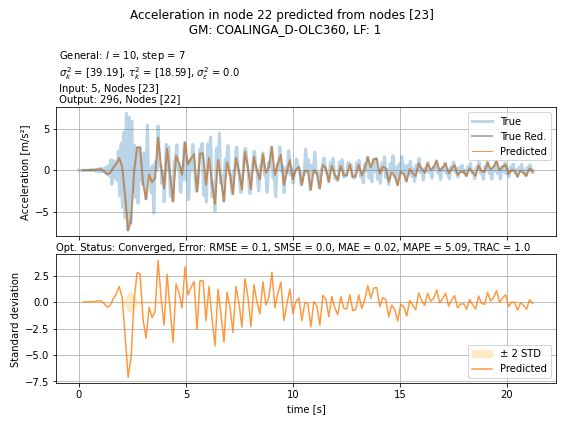 Acceleration in node 22 predicted from nodes [23]
GM: COALINGA_D-OLC360, LF: 1
General: l = 10, step = 7
σ²ₖ = [39.19], τ²ₖ = [18.59], σ²ε = 0.0
Input: 5, Nodes [23]
Output: 296, Nodes [22]
Acceleration [m/s²]
5
0
−5
True
True Red.
Predicted
Opt. Status: Converged, Error: RMSE = 0.1, SMSE = 0.0, MAE = 0.02, MAPE = 5.09, TRAC = 1.0
Standard deviation
2.5
0.0
−2.5
−5.0
−7.5
± 2 STD
Predicted
0 5 10 15 20
time [s]